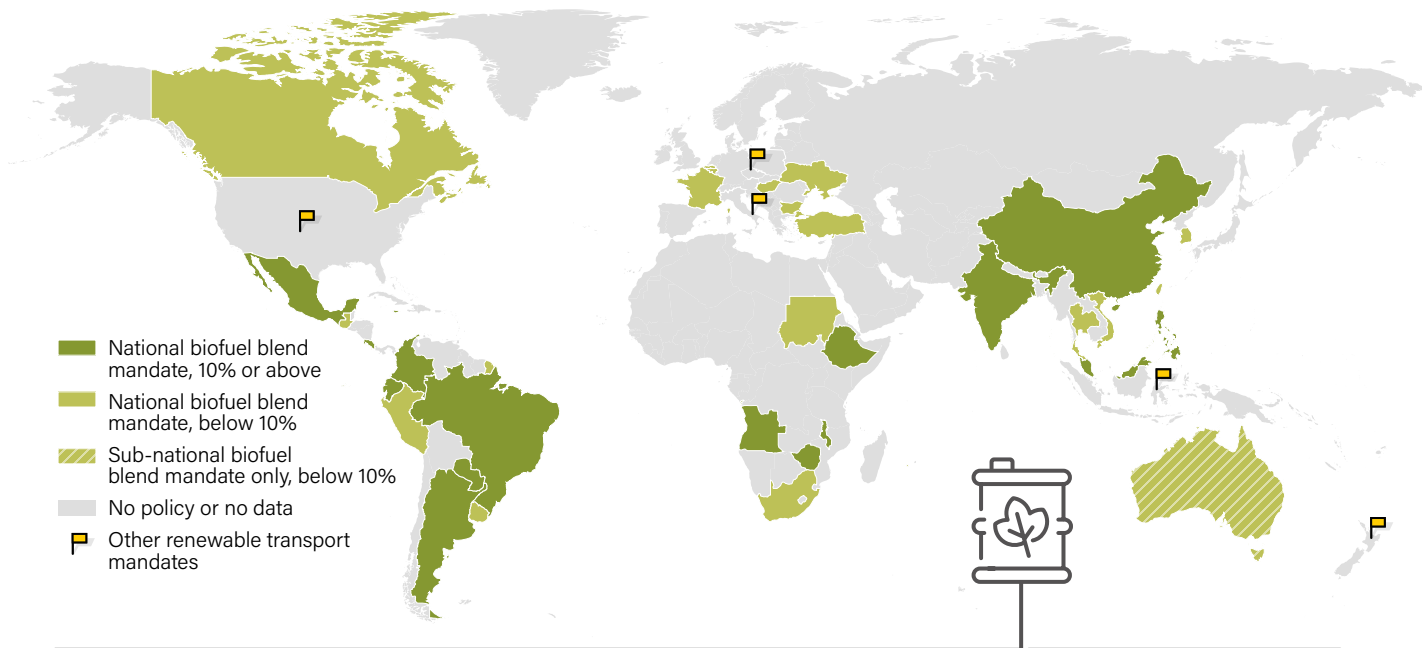 National biofuel blend
mandate, 10% or above
National biofuel blend
mandate, below 10%
Sub-national biofuel
blend mandate only, below 10%
No policy or no data
Other renewable transport
mandates